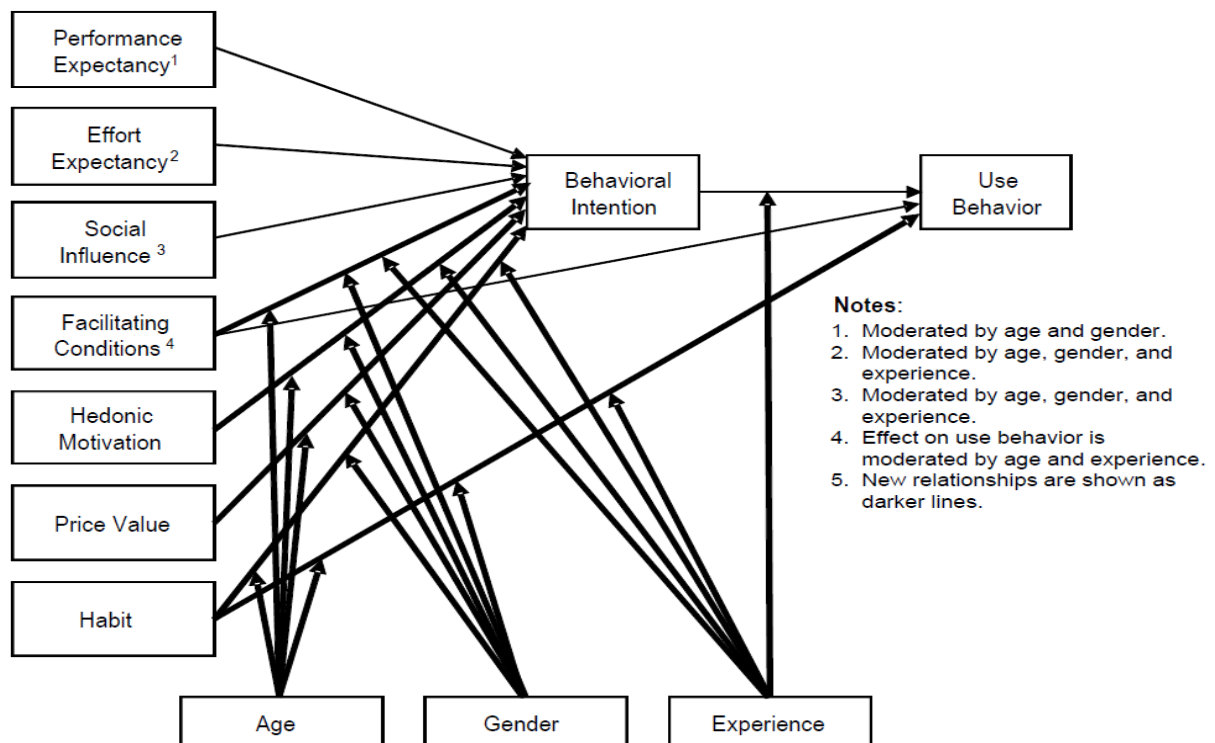 Performance
Expectancy¹
Effort
Expectancy²
Social
Influence ³
Facilitating
Conditions ⁴
Hedonic
Motivation
Price Value
Habit
Behavioral
Intention
Use
Behavior
Notes:
1. Moderated by age and gender.
2. Moderated by age, gender, and
experience.
3. Moderated by age, gender, and
experience.
4. Effect on use behavior is
moderated by age and experience.
5. New relationships are shown as
darker lines.
Age
Gender
Experience